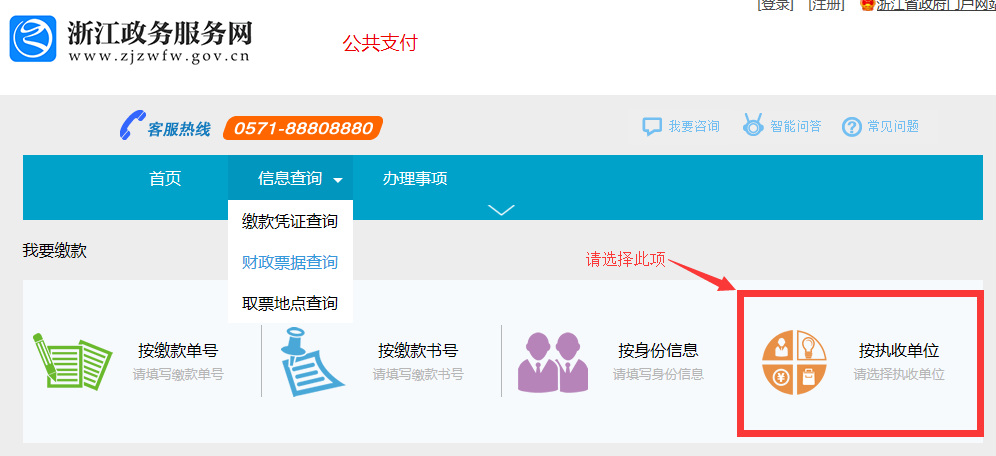 [登录] [注册] 浙江省政府门户网站
浙江政务服务网
www.zjzwfw.gov.cn
公共支付
客服热线 0571-88808880
我要咨询 智能问答 常见问题
首页 信息查询 办理事项
缴款凭证查询
财政票据查询
取票地点查询
我要缴款
请选择此项
按缴款单号
请填写缴款单号
按缴款书号
请填写缴款书号
按身份信息
请填写身份信息
按执收单位
请选择执收单位